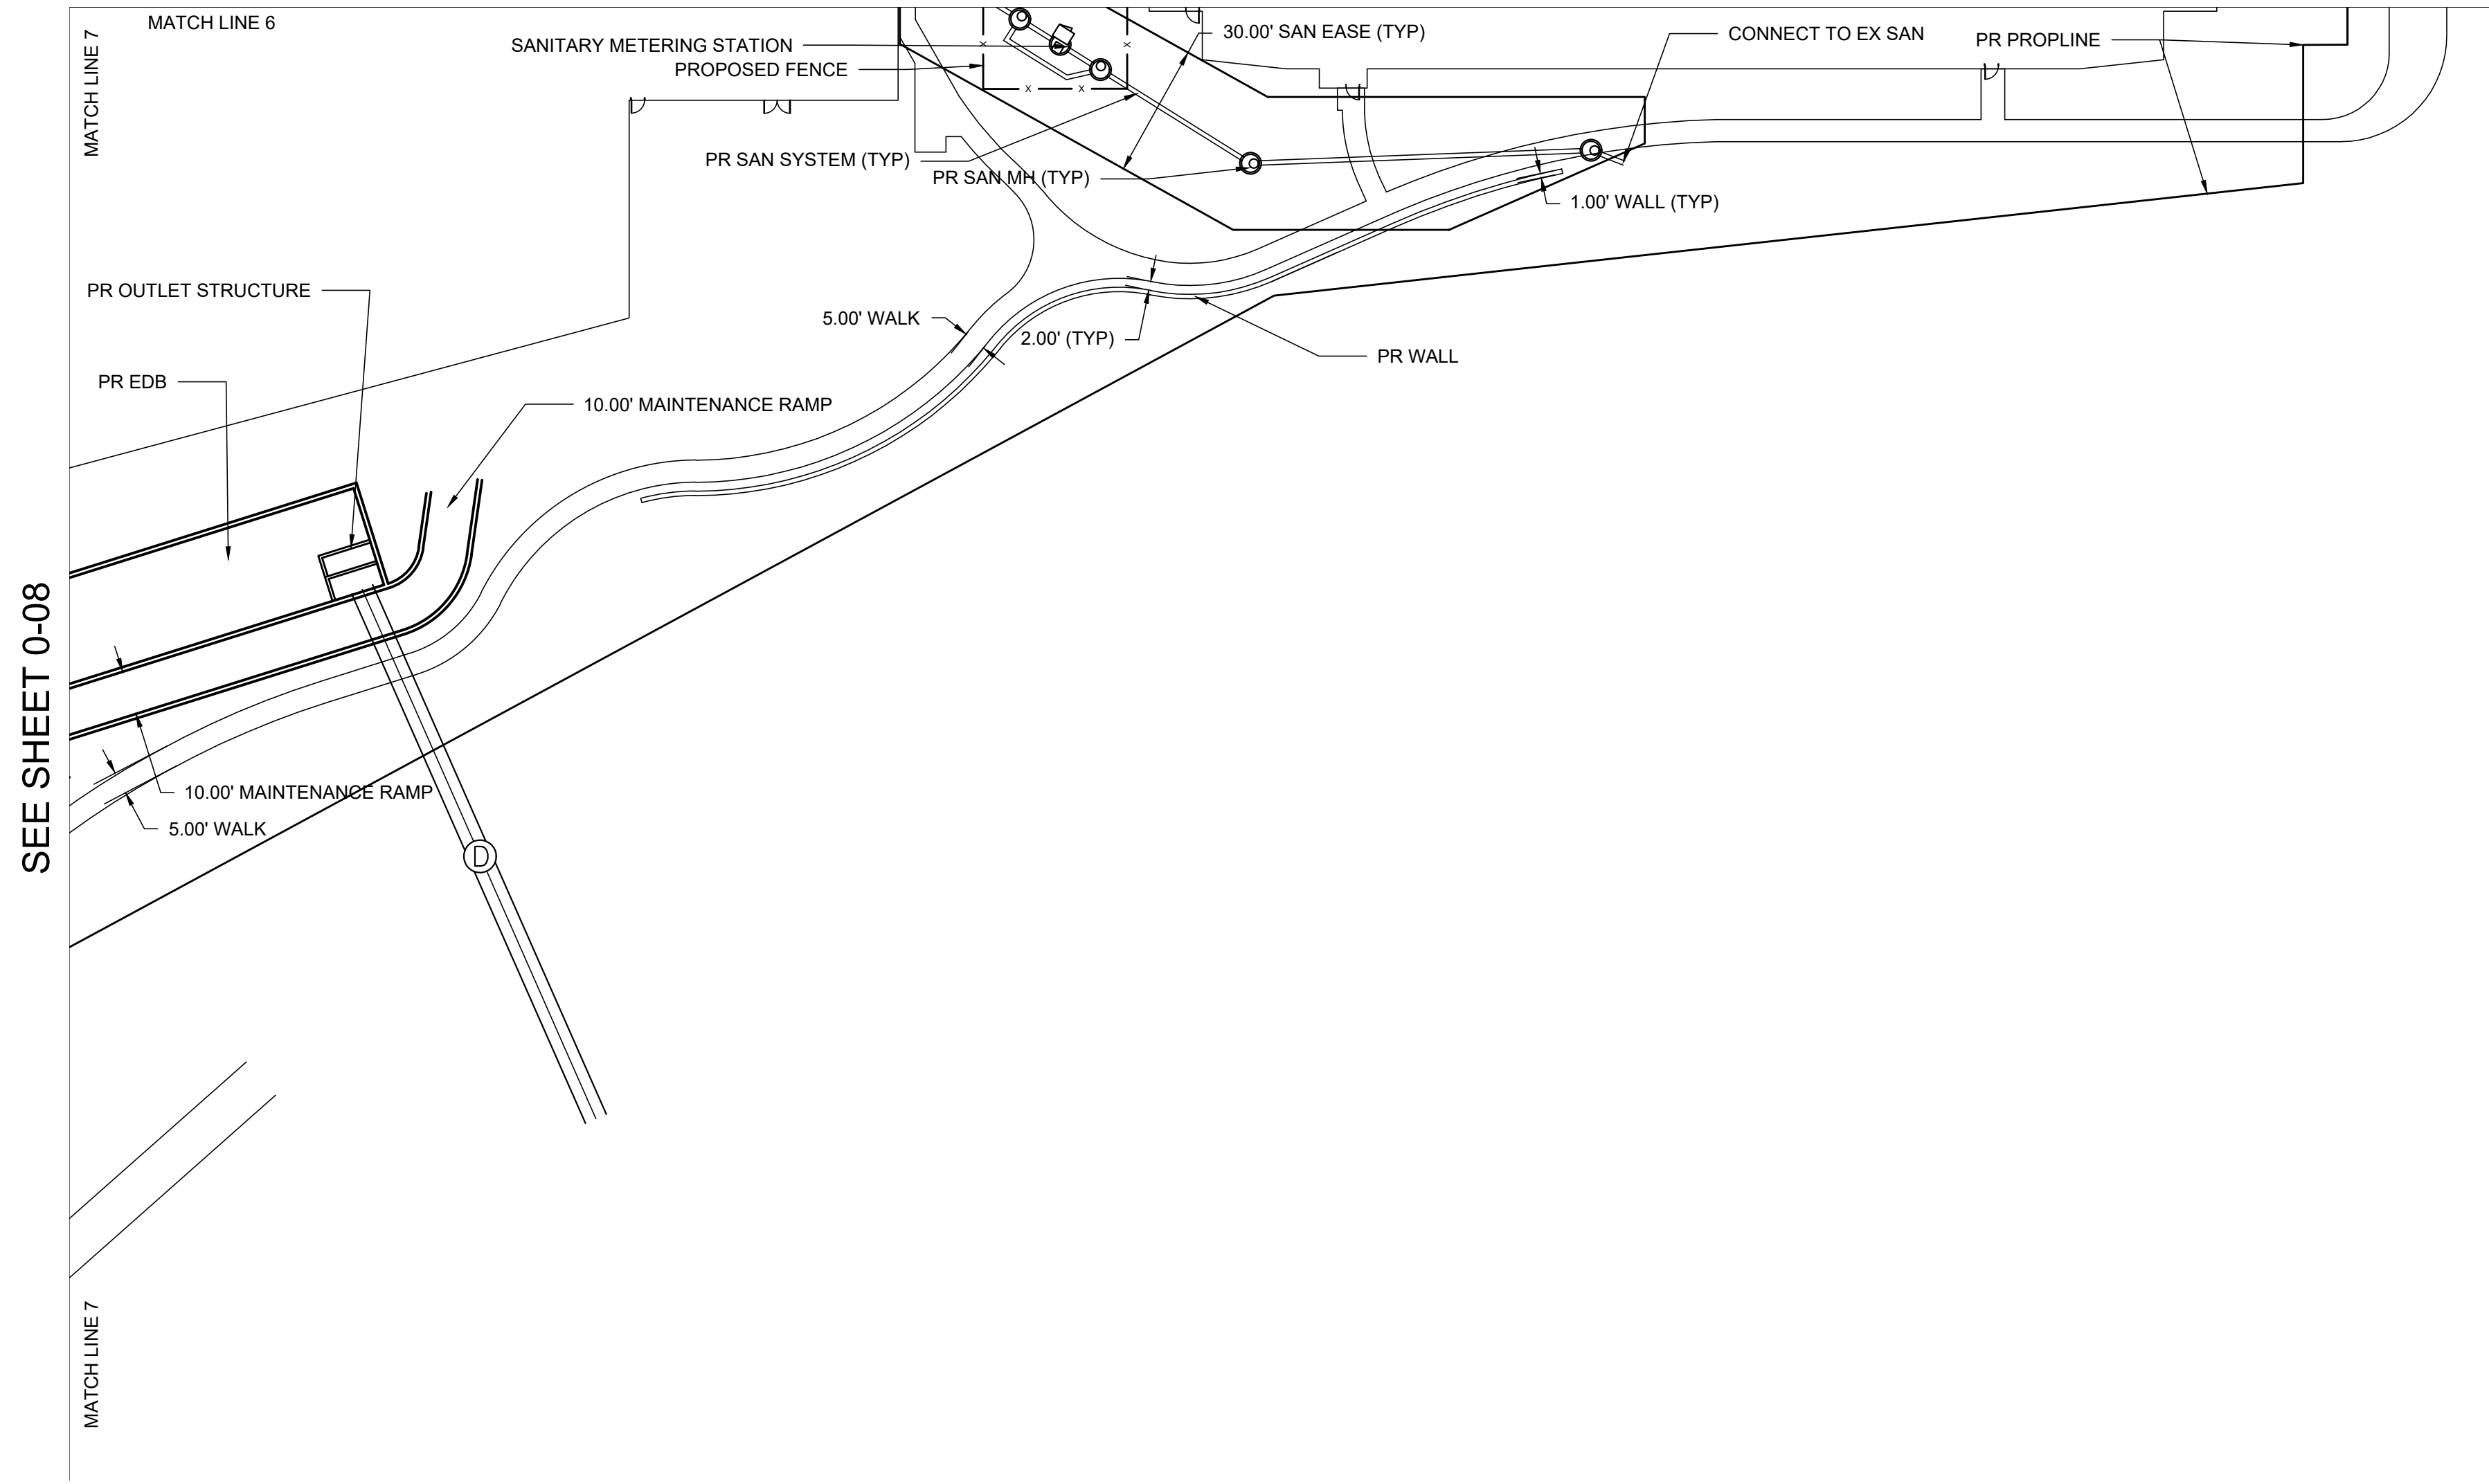 MATCH LINE 6
MATCH LINE 7
SANITARY METERING STATION
PROPOSED FENCE
30.00' SAN EASE (TYP)
CONNECT TO EX SAN
PR PROPLINE
X
X
X
X
PR SAN SYSTEM (TYP)
PR SAN MH (TYP)
1.00' WALL (TYP)
PR OUTLET STRUCTURE
5.00' WALK
2.00' (TYP)
PR WALL
PR EDB
10.00' MAINTENANCE RAMP
SEE SHEET 0-08
10.00' MAINTENANCE RAMP
5.00' WALK
D
MATCH LINE 7